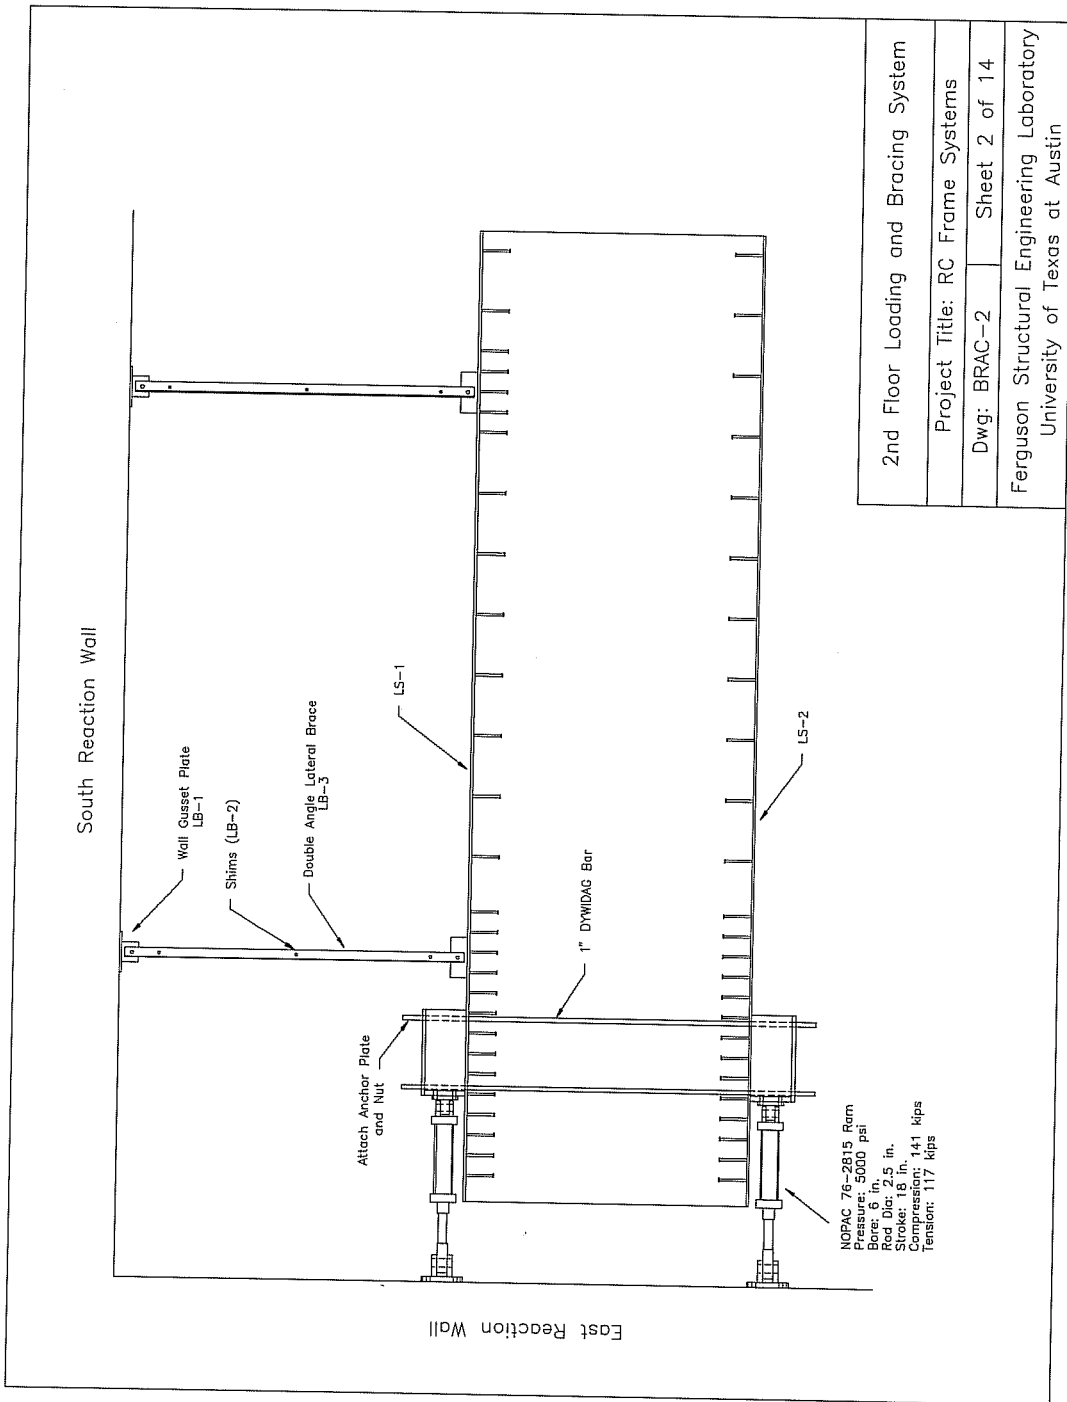 South Reaction Wall
Wall Gusset Plate
LB-1
Shims (LB-2)
Double Angle Lateral Brace
LB-3
LS-1
Attach Anchor Plate
and Nut
1" DYWIDAG Bar
LS-2
NOPAC 76-2815 Ram
Pressure: 5000 psi
Bore: 6 in.
Rod Dia: 2.5 in.
Stroke: 18 in.
Compression: 141 kips
Tension: 117 kips
East Reaction Wall
2nd Floor Loading and Bracing System
Project Title: RC Frame Systems
Dwg: BRAC-2
Sheet 2 of 14
Ferguson Structural Engineering Laboratory
University of Texas at Austin